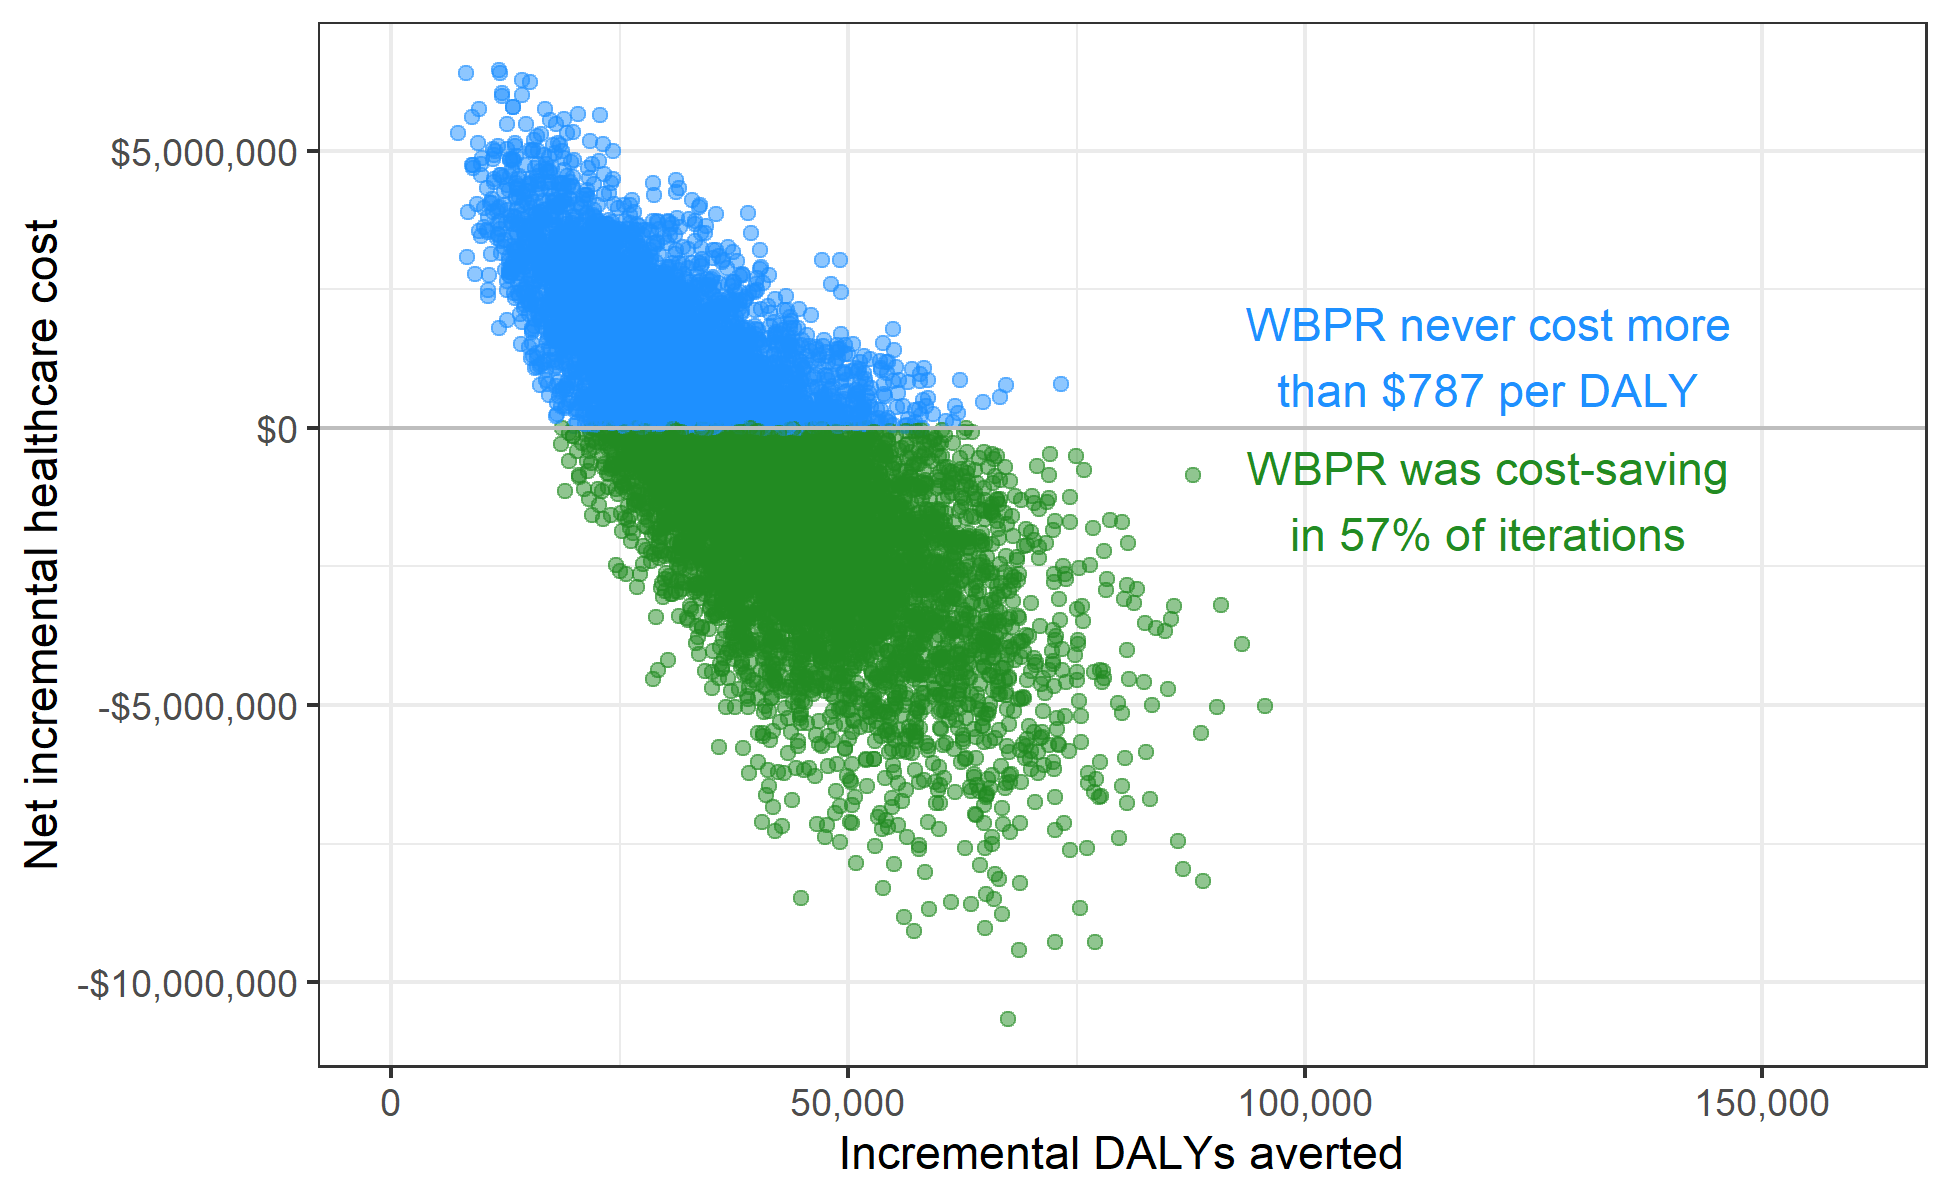 Net incremental healthcare cost
$5,000,000
$0
-$5,000,000
-$10,000,000
WBPR never cost more
than $787 per DALY
WBPR was cost-saving
in 57% of iterations
0
50,000
100,000
150,000
Incremental DALYs averted